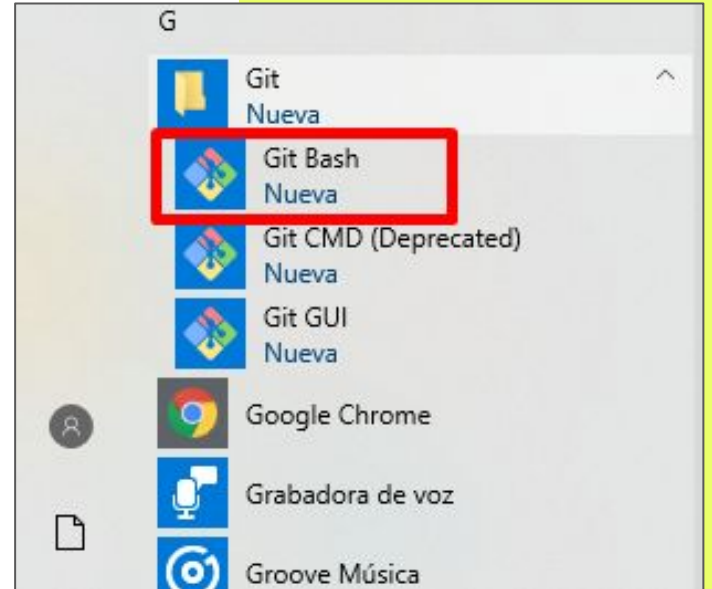 G
Git
Nueva
Git Bash
Nueva
Git CMD (Deprecated)
Nueva
Git GUI
Nueva
Google Chrome
Grabadora de voz
Groove Música